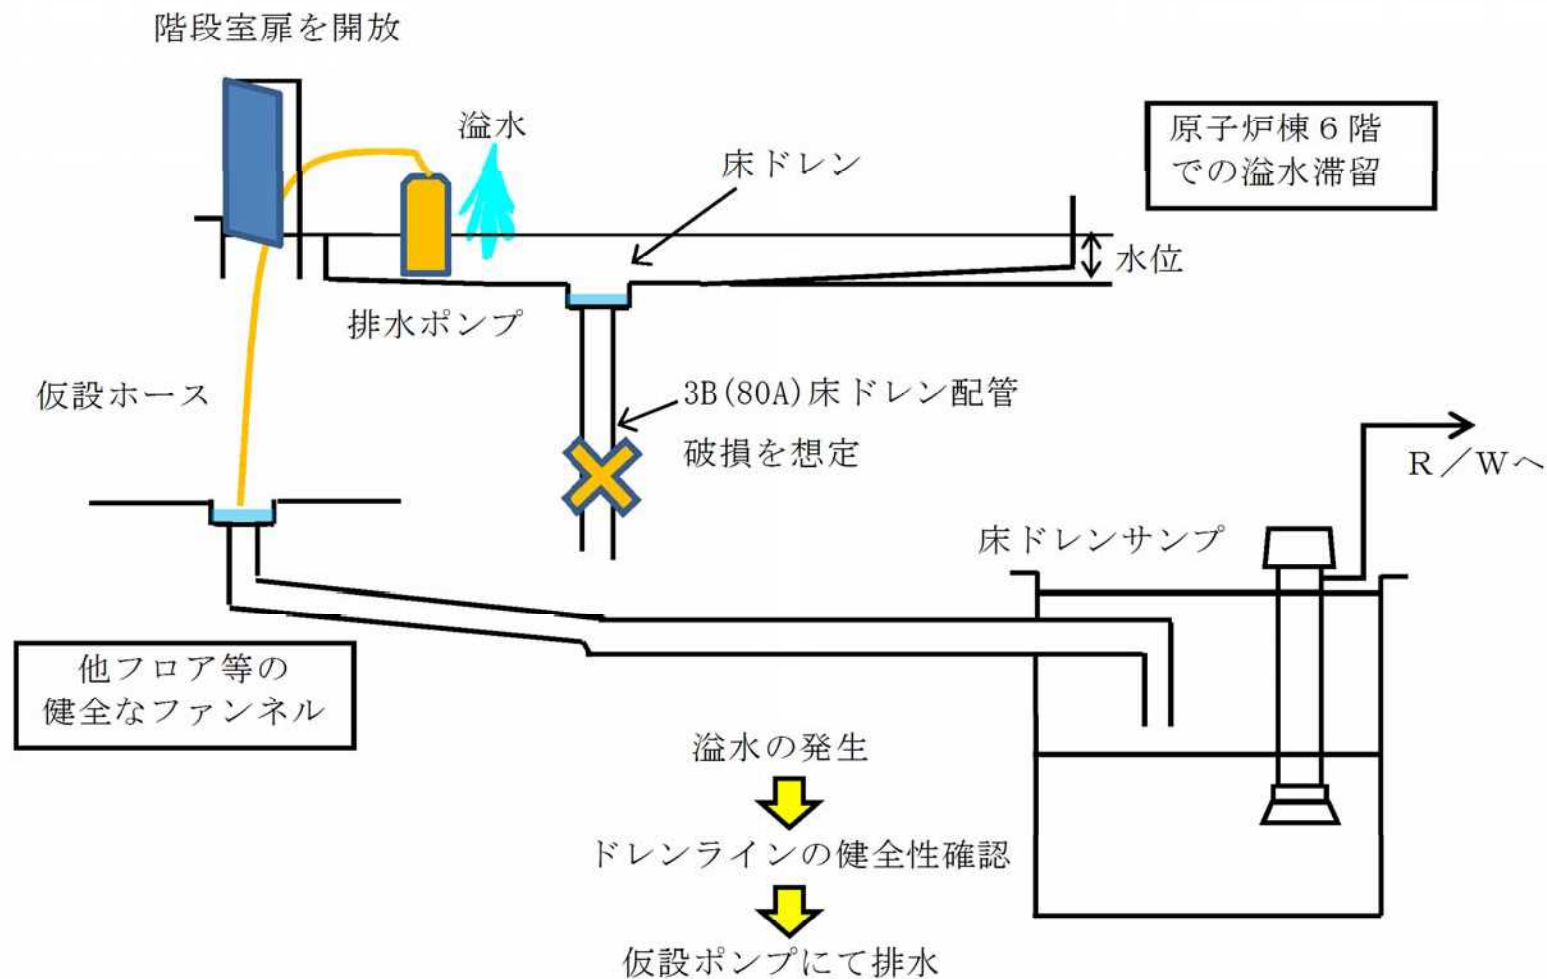 階段室扉を開放
溢水
床ドレン
原子炉棟６階
での溢水滞留
水位
排水ポンプ
仮設ホース
3B(80A)床ドレン配管
破損を想定
Ｒ／Ｗへ
床ドレンサンプ
他フロア等の
健全なファンネル
溢水の発生
ドレンラインの健全性確認
仮設ポンプにて排水